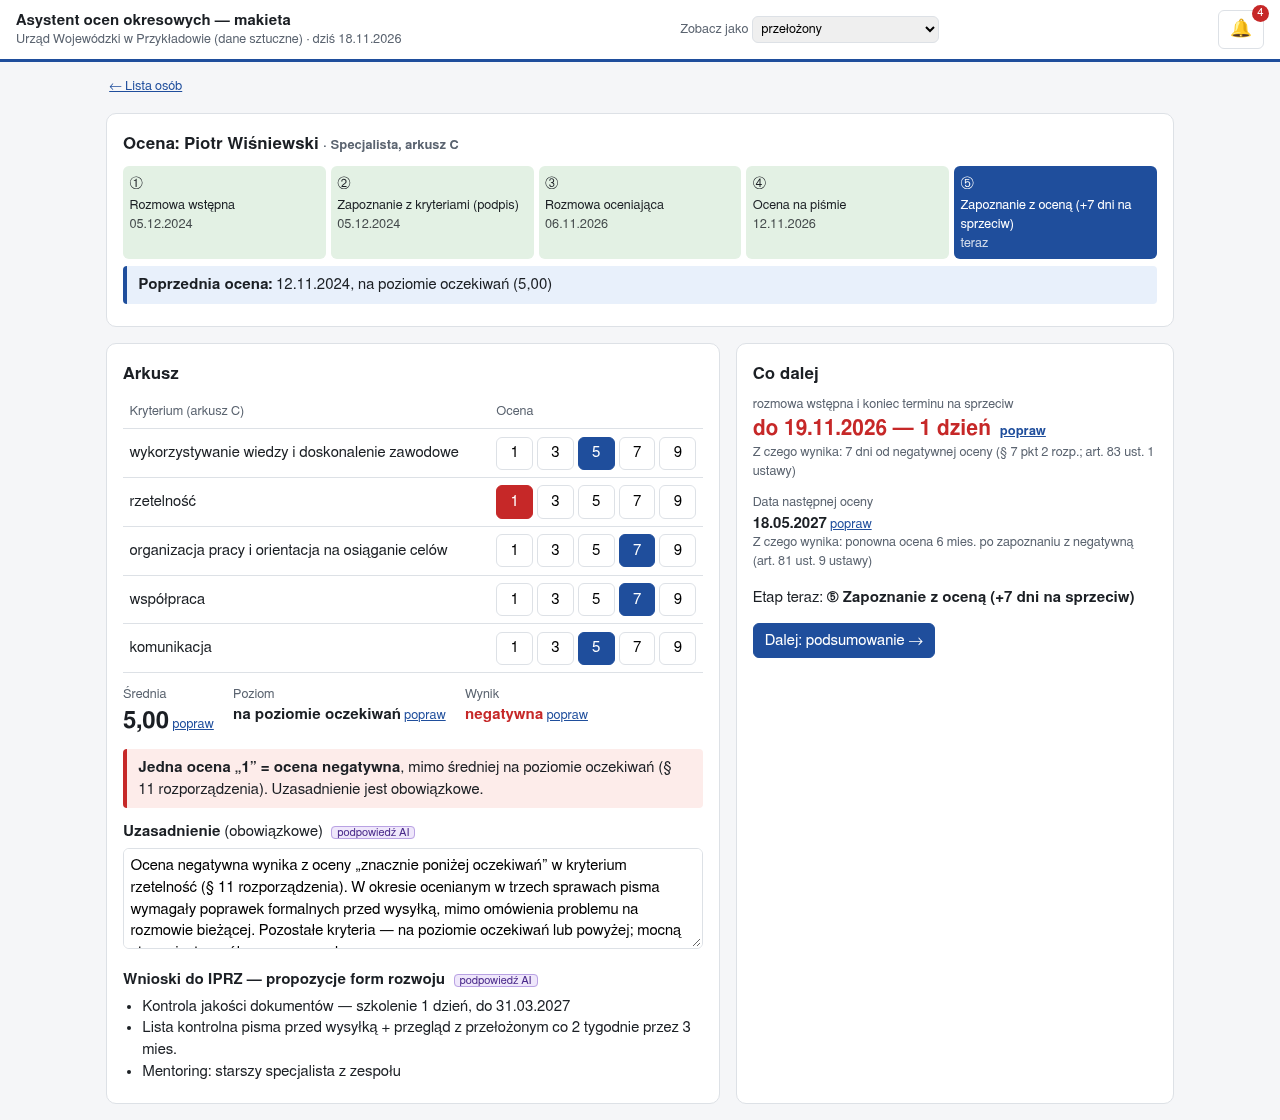 Asystent ocen okresowych — makieta
Urząd Wojewódzki w Przykładowie (dane sztuczne) · dziś 18.11.2026
Zobacz jako przełożony
4
← Lista osób
Ocena: Piotr Wiśniewski · Specjalista, arkusz C
①
Rozmowa wstępna
05.12.2024
②
Zapoznanie z kryteriami (podpis)
05.12.2024
③
Rozmowa oceniająca
06.11.2026
④
Ocena na piśmie
12.11.2026
⑤
Zapoznanie z oceną (+7 dni na
sprzeciw)
teraz
Poprzednia ocena: 12.11.2024, na poziomie oczekiwań (5,00)
Arkusz
Kryterium (arkusz C) Ocena
wykorzystywanie wiedzy i doskonalenie zawodowe 1 3 5 7 9
rzetelność 1 3 5 7 9
organizacja pracy i orientacja na osiąganie celów 1 3 5 7 9
współpraca 1 3 5 7 9
komunikacja 1 3 5 7 9
Średnia
5,00 popraw
Poziom
na poziomie oczekiwań popraw
Wynik
negatywna popraw
Jedna ocena „1” = ocena negatywna, mimo średniej na poziomie oczekiwań (§
11 rozporządzenia). Uzasadnienie jest obowiązkowe.
Uzasadnienie (obowiązkowe) podpowiedź AI
Ocena negatywna wynika z oceny „znacznie poniżej oczekiwań” w kryterium
rzetelność (§ 11 rozporządzenia). W okresie ocenianym w trzech sprawach pisma
wymagały poprawek formalnych przed wysyłką, mimo omówienia problemu na
rozmowie bieżącej. Pozostałe kryteria — na poziomie oczekiwań lub powyżej; mocną
Wnioski do IPRZ — propozycje form rozwoju podpowiedź AI
• Kontrola jakości dokumentów — szkolenie 1 dzień, do 31.03.2027
• Lista kontrolna pisma przed wysyłką + przegląd z przełożonym co 2 tygodnie przez 3
mies.
• Mentoring: starszy specjalista z zespołu
Co dalej
rozmowa wstępna i koniec terminu na sprzeciw
do 19.11.2026 — 1 dzień popraw
Z czego wynika: 7 dni od negatywnej oceny (§ 7 pkt 2 rozp.; art. 83 ust. 1
ustawy)
Data następnej oceny
18.05.2027 popraw
Z czego wynika: ponowna ocena 6 mies. po zapoznaniu z negatywną
(art. 81 ust. 9 ustawy)
Etap teraz: ⑤ Zapoznanie z oceną (+7 dni na sprzeciw)
Dalej: podsumowanie →